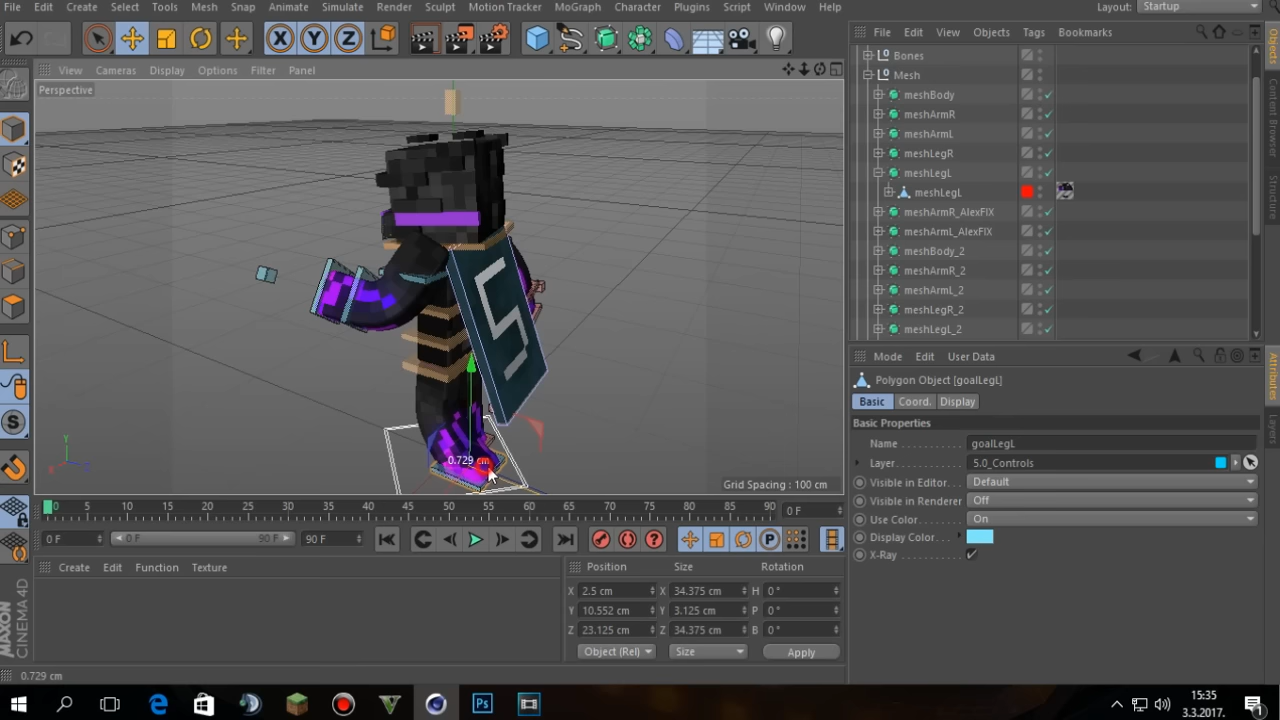 File Create Select Tools Mesh Snap Animate Simulate Render Sculpt Motion Tracker MoGraph Character Plugins Script Window Help Layout: Startup
X Y Z
File Edit View Objects Tags Bookmarks
View Cameras Display Options Filter Panel
Perspective
Bones
Mesh
meshBody
meshArmR
meshArmL
meshLegR
meshLegL
meshLegL
meshArmR_AlexFIX
meshArmL_AlexFIX
meshBody_2
meshArmR_2
meshArmL_2
meshLegR_2
meshLegL_2
Objects
Content Browser
Structure
S
0.729 cm
Y
Grid Spacing : 100 cm
Mode Edit User Data
Polygon Object [goalLegL]
Basic Coord. Display
Basic Properties
Name goalLegL
Layer 5.0_Controls
Visible in Editor Default
Visible in Renderer Off
Use Color On
Display Color
X-Ray
Attributes
Layers
0 5 10 15 20 25 30 35 40 45 50 55 60 65 70 75 80 85 90 0 F
0 F 0 F 90 F 90 F
P
Create Edit Function Texture
Position Size Rotation
X 2.5 cm X 34.375 cm H 0 °
Y 10.552 cm Y 3.125 cm P 0 °
Z 23.125 cm Z 34.375 cm B 0 °
Object (Rel) Size Apply
MAXON
CINEMA 4D
0.729 cm
Ps
15:35
3.3.2017.
1